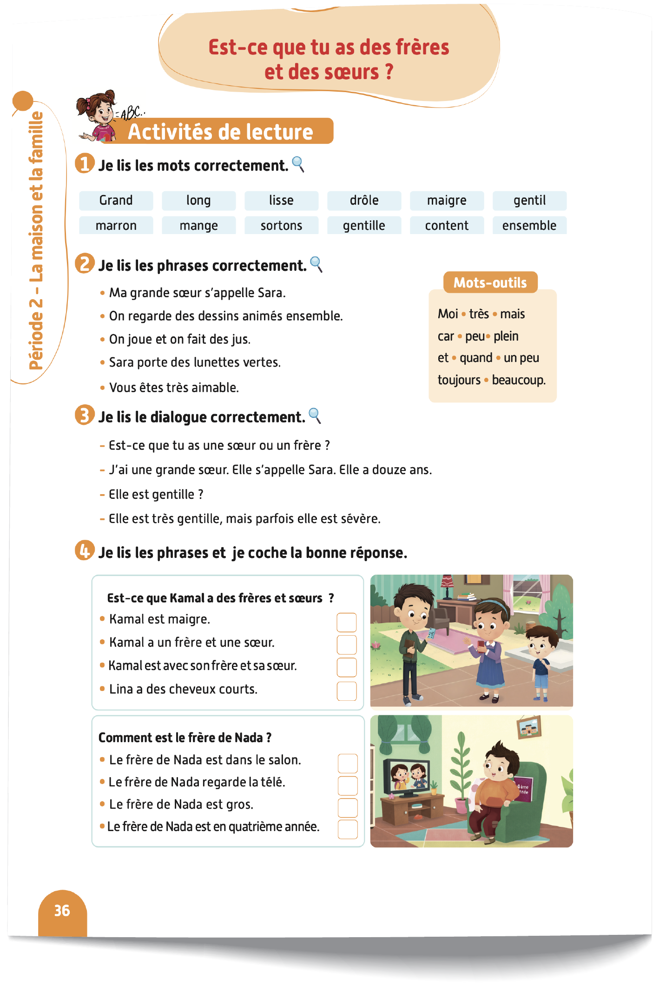 Est-ce que tu as des frères
et des sœurs ?
Période 2 - La maison et la famille
A.B.C..
Activités de lecture
1 Je lis les mots correctement.
Grand long lisse drôle maigre gentil
marron mange sortons gentille content ensemble
2 Je lis les phrases correctement.
• Ma grande sœur s'appelle Sara.
• On regarde des dessins animés ensemble.
• On joue et on fait des jus.
• Sara porte des lunettes vertes.
• Vous êtes très aimable.
Mots-outils
Moi • très • mais
car • peu• plein
et • quand • un peu
toujours • beaucoup.
3 Je lis le dialogue correctement.
- Est-ce que tu as une sœur ou un frère ?
- J'ai une grande sœur. Elle s'appelle Sara. Elle a douze ans.
- Elle est gentille ?
- Elle est très gentille, mais parfois elle est sévère.
4 Je lis les phrases et je coche la bonne réponse.
Est-ce que Kamal a des frères et sœurs ?
• Kamal est maigre.
• Kamal a un frère et une sœur.
• Kamal est avec son frère et sa sœur.
• Lina a des cheveux courts.
Comment est le frère de Nada ?
• Le frère de Nada est dans le salon.
• Le frère de Nada regarde la télé.
• Le frère de Nada est gros.
• Le frère de Nada est en quatrième année.
4ème
nnée
36